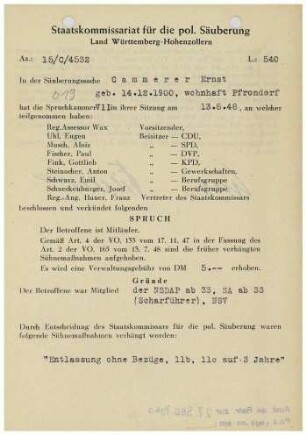 Staatskommissariat für die pol. Säuberung
Land Württemberg-Hohenzollern
Az.: 15/C/4532 L: 540
In der Säuberungssache Cammerer Ernst
geb. 14.12.1900, wohnhaft Pfrondorf
hat die Spruchkammer VII in ihrer Sitzung am 13.8.48, an welcher
teilgenommen haben:
Reg.Assessor Wax Vorsitzender,
Uhl, Eugen Beisitzer — CDU,
Musch, Alois „ — SPD,
Fischer, Paul „ — DVP,
Fink, Gottlieb „ — KPD,
Steinacher, Anton „ — Gewerkschaften,
Schwarz, Emil „ — Berufsgruppe
Schneckenburger, Josef „ — Berufsgruppe
Reg.-Ang. Hauer, Franz Vertreter des Staatskommissars
beschlossen und verkündet folgenden
SPRUCH
Der Betroffene ist Mitläufer.
Gemäß Art. 4 der VO. 133 vom 17. 11. 47 in der Fassung des
Art. 2 der VO. 165 vom 13. 7. 48 sind die früher verhängten
Sühnemaßnahmen aufgehoben.
Es wird eine Verwaltungsgebühr von DM 5.-- erhoben.
Gründe
Der Betroffene war Mitglied der NSDAP ab 33, SA ab 33
(Scharführer), NSV
Durch Entscheidung des Staatskommissars für die pol. Säuberung waren
folgende Sühnemaßnahmen verhängt worden:
"Entlassung ohne Bezüge, 11b, 11c auf 3 Jahre"